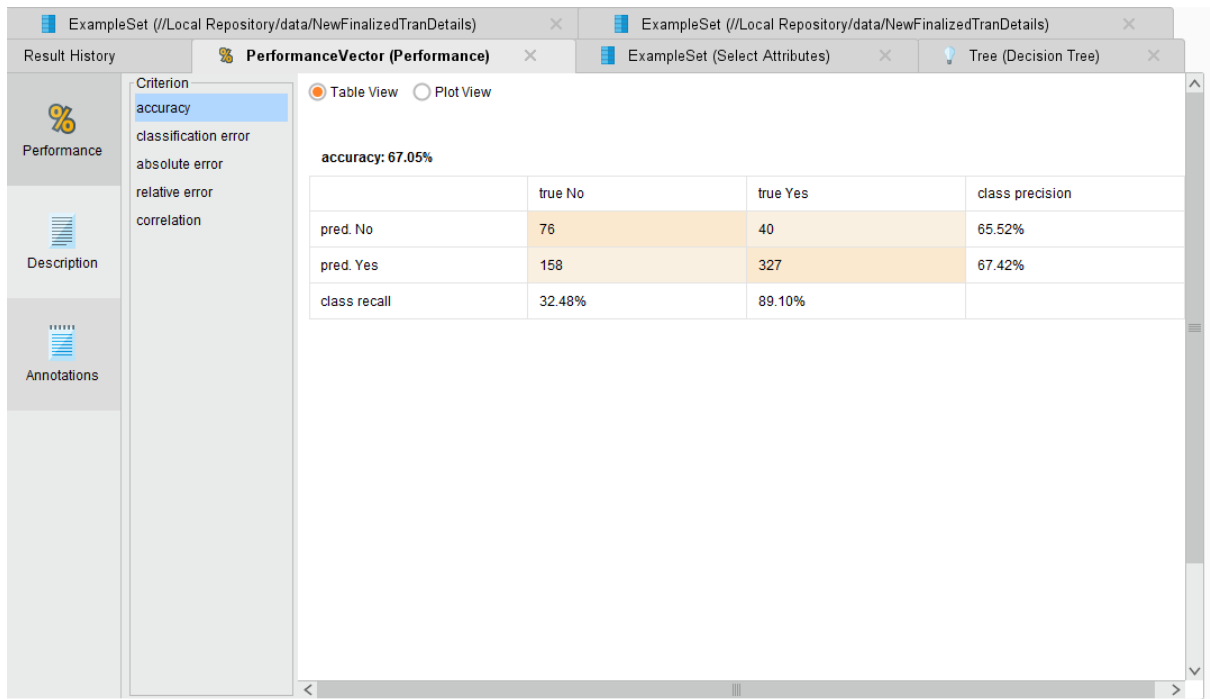 ExampleSet (//Local Repository/data/NewFinalizedTranDetails) ExampleSet (//Local Repository/data/NewFinalizedTranDetails)
Result History PerformanceVector (Performance) ExampleSet (Select Attributes) Tree (Decision Tree)
Performance
Description
Annotations
Criterion
accuracy
classification error
absolute error
relative error
correlation
Table View Plot View
accuracy: 67.05%
true No true Yes class precision
pred. No 76 40 65.52%
pred. Yes 158 327 67.42%
class recall 32.48% 89.10%